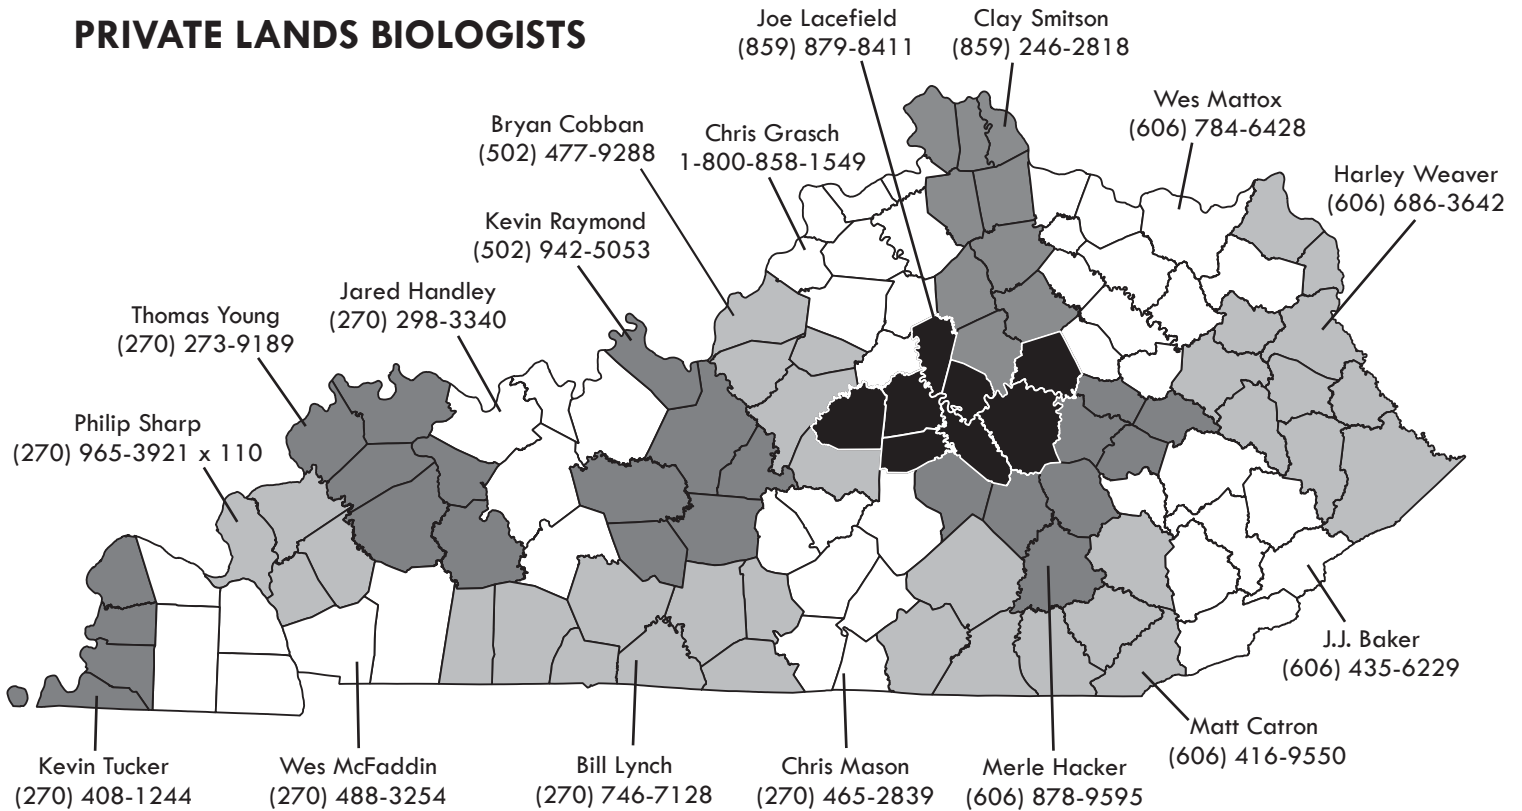 PRIVATE LANDS BIOLOGISTS
Joe Lacefield
(859) 879-8411
Clay Smitson
(859) 246-2818
Wes Mattox
(606) 784-6428
Bryan Cobban
(502) 477-9288
Chris Grasch
1-800-858-1549
Harley Weaver
(606) 686-3642
Kevin Raymond
(502) 942-5053
Jared Handley
(270) 298-3340
Thomas Young
(270) 273-9189
Philip Sharp
(270) 965-3921 x 110
J.J. Baker
(606) 435-6229
Matt Catron
(606) 416-9550
Kevin Tucker
(270) 408-1244
Wes McFaddin
(270) 488-3254
Bill Lynch
(270) 746-7128
Chris Mason
(270) 465-2839
Merle Hacker
(606) 878-9595